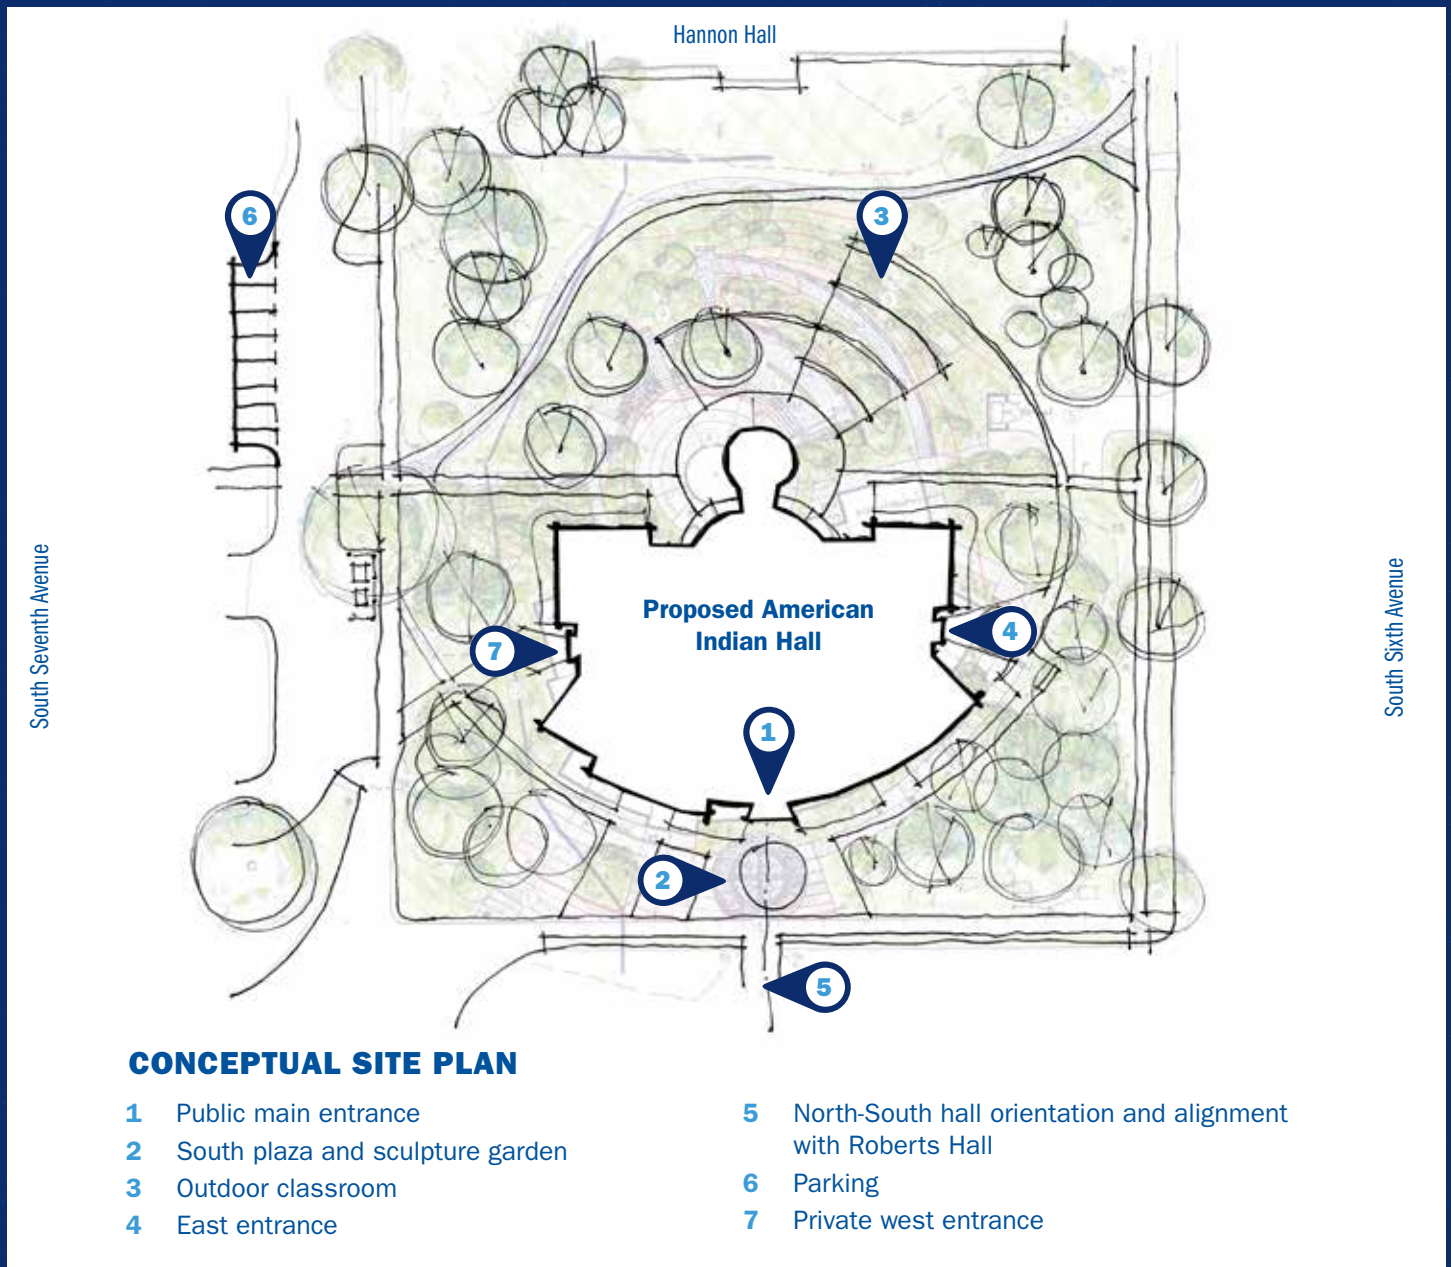 Hannon Hall
6
3
South Seventh Avenue
South Sixth Avenue
Proposed American
Indian Hall
7
4
1
2
5
CONCEPTUAL SITE PLAN
1 Public main entrance
2 South plaza and sculpture garden
3 Outdoor classroom
4 East entrance
5 North-South hall orientation and alignment
with Roberts Hall
6 Parking
7 Private west entrance